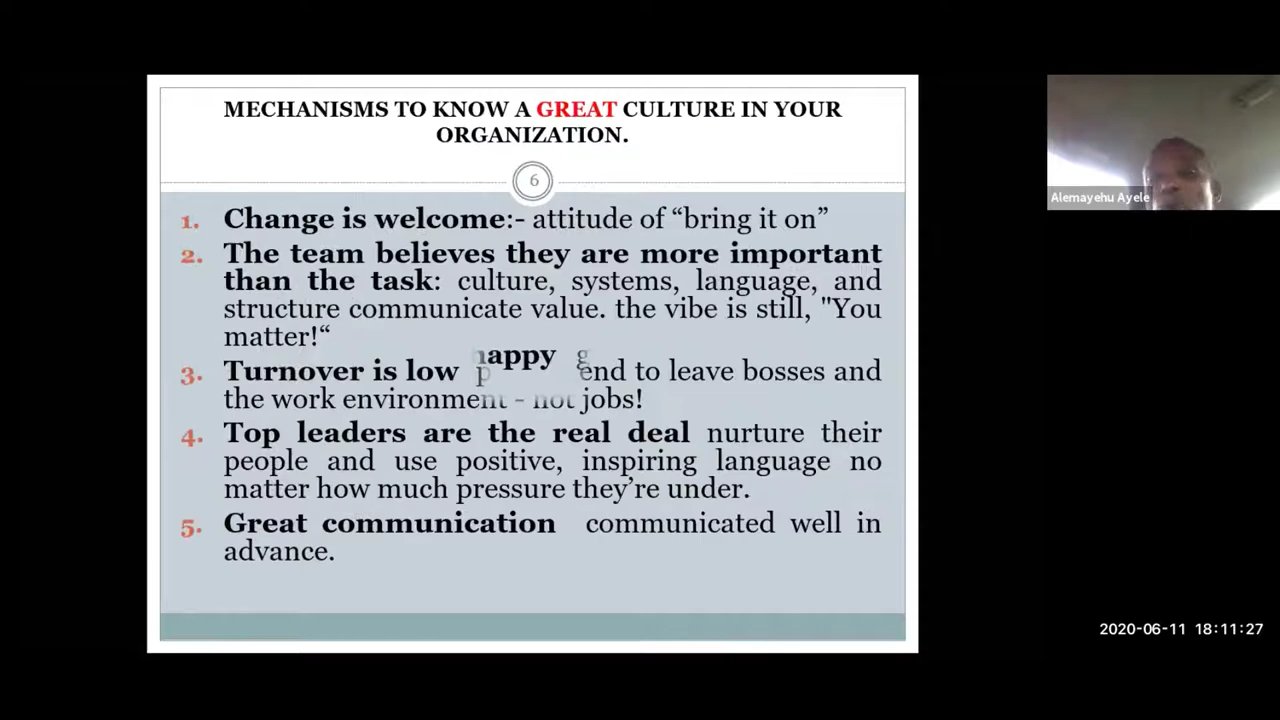 MECHANISMS TO KNOW A GREAT CULTURE IN YOUR
ORGANIZATION.
6
1. Change is welcome:- attitude of “bring it on”
2. The team believes they are more important
than the task: culture, systems, language, and
structure communicate value. the vibe is still, "You
matter!“
3. Turnover is low to leave bosses and
the work environment - not jobs!
4. Top leaders are the real deal nurture their
people and use positive, inspiring language no
matter how much pressure they’re under.
5. Great communication communicated well in
advance.
Alemayehu Ayele
2020-06-11 18:11:27